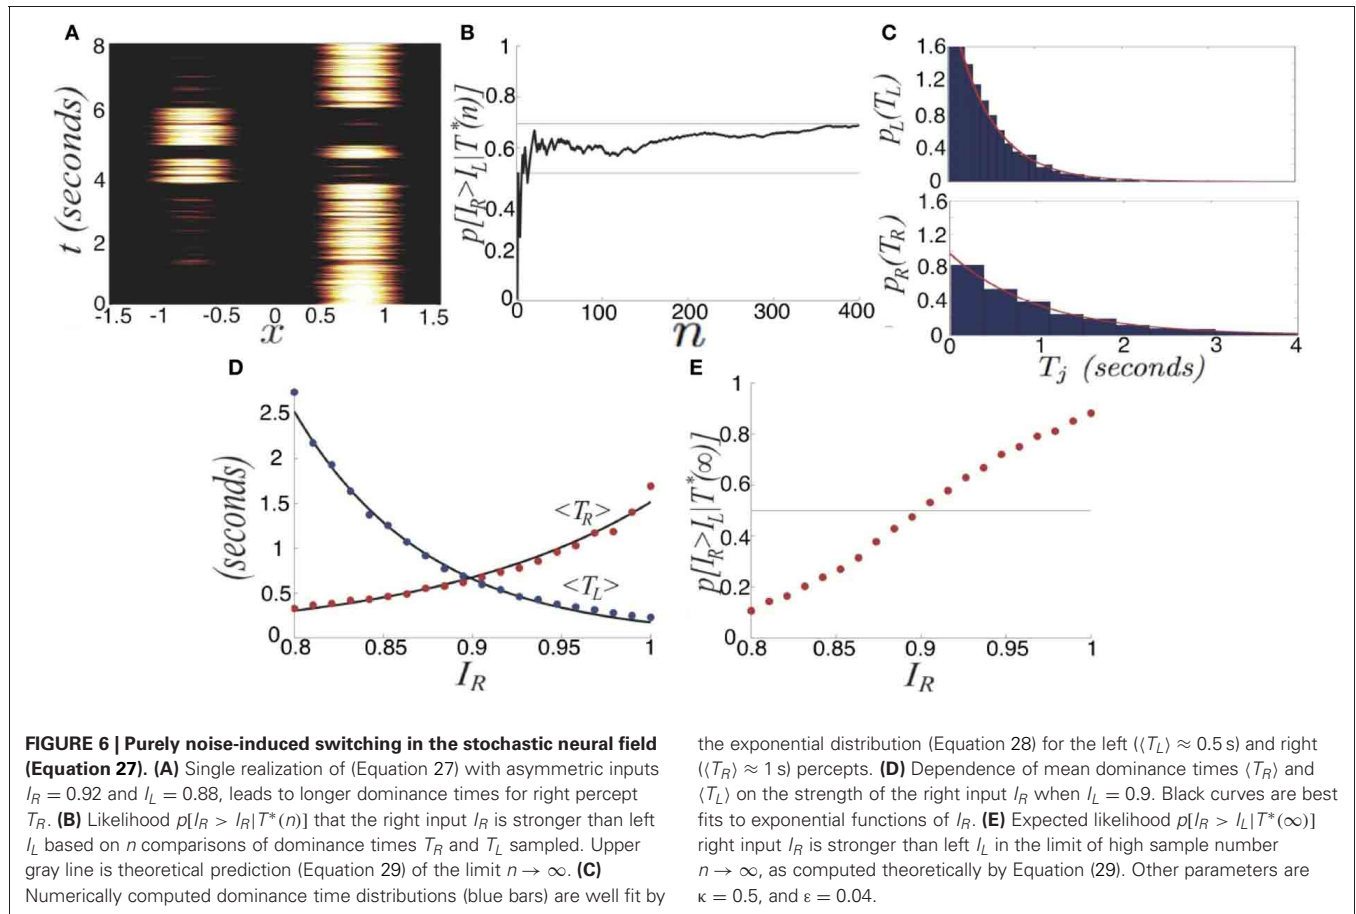 A
8
6
4
2
0
t (seconds)
-1.5 -1 -0.5 0 0.5 1 1.5
x
B
1
0.8
0.6
0.4
0.2
0
p[I_R>I_L|T*(n)]
0 100 200 300 400
n
C
1.6
1.2
0.8
0.4
0
p_L(T_L)
1.6
1.2
0.8
0.4
0
p_R(T_R)
0 1 2 3 4
T_j (seconds)
D
2.5
2
1.5
1
0.5
0
(seconds)
<T_R>
<T_L>
0.8 0.85 0.9 0.95 1
I_R
E
1
0.8
0.6
0.4
0.2
0
p[I_R>I_L|T*(∞)]
0.8 0.85 0.9 0.95 1
I_R
FIGURE 6 | Purely noise-induced switching in the stochastic neural field
(Equation 27). (A) Single realization of (Equation 27) with asymmetric inputs
I_R = 0.92 and I_L = 0.88, leads to longer dominance times for right percept
T_R. (B) Likelihood p[I_R > I_R|T*(n)] that the right input I_R is stronger than left
I_L based on n comparisons of dominance times T_R and T_L sampled. Upper
gray line is theoretical prediction (Equation 29) of the limit n → ∞. (C)
Numerically computed dominance time distributions (blue bars) are well fit by
the exponential distribution (Equation 28) for the left (⟨T_L⟩ ≈ 0.5 s) and right
(⟨T_R⟩ ≈ 1 s) percepts. (D) Dependence of mean dominance times ⟨T_R⟩ and
⟨T_L⟩ on the strength of the right input I_R when I_L = 0.9. Black curves are best
fits to exponential functions of I_R. (E) Expected likelihood p[I_R > I_L|T*(∞)]
right input I_R is stronger than left I_L in the limit of high sample number
n → ∞, as computed theoretically by Equation (29). Other parameters are
κ = 0.5, and ε = 0.04.